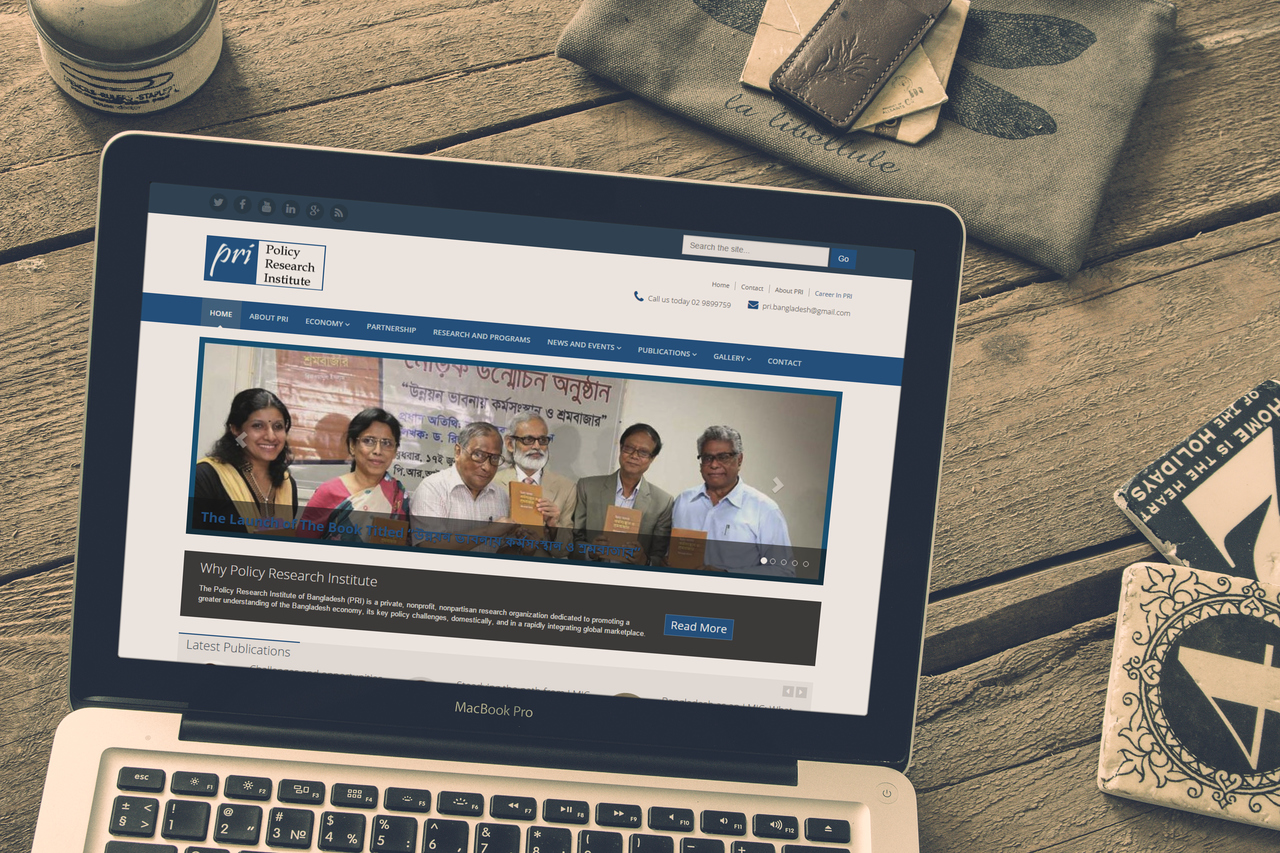 la libellule
Search the site...
Go
pri
Policy
Research
Institute
Home
Contact
About PRI
Career In PRI
Call us today 02 9899759
pri.bangladesh@gmail.com
HOME
ABOUT PRI
ECONOMY
PARTNERSHIP
RESEARCH AND PROGRAMS
NEWS AND EVENTS
PUBLICATIONS
GALLERY
CONTACT
শ্রমবাজার
মোড়ক উন্মোচন অনুষ্ঠান
“উন্নয়ন ভাবনায় কর্মসংস্থান ও শ্রমবাজার”
The Launch of The Book Titled “উন্নয়ন ভাবনায় কর্মসংস্থান ও শ্রমবাজার”
Why Policy Research Institute
The Policy Research Institute of Bangladesh (PRI) is a private, nonprofit, nonpartisan research organization dedicated to promoting a
greater understanding of the Bangladesh economy, its key policy challenges, domestically, and in a rapidly integrating global marketplace.
Read More
Latest Publications
MacBook Pro
HOME IS THE HEART
OF THE HOLIDAYS
esc
F1
F2
F3
F4
F5
F6
F7
F8
F9
F10
F11
F12
± <
§ >
!
1
@
2 "
#
3 №
$
4 %
%
5 :
^
6 ,
&
7
*
8
(